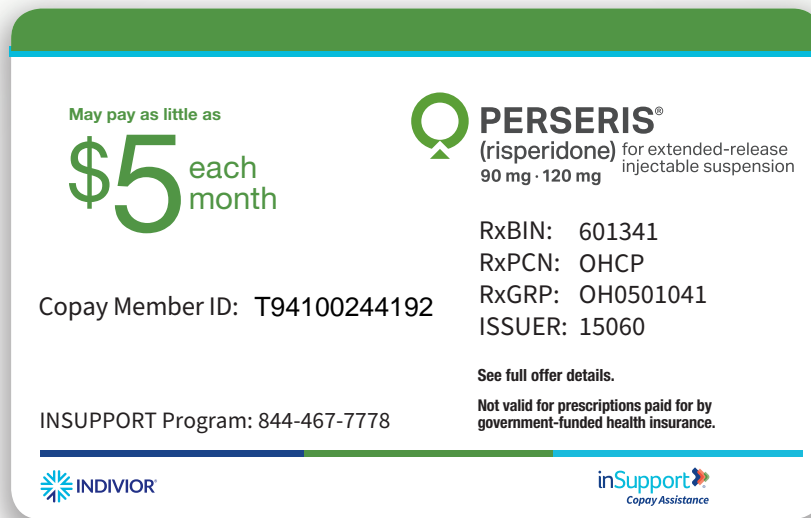 May pay as little as
$5 each month
PERSERIS®
(risperidone) for extended-release injectable suspension
90 mg · 120 mg
RxBIN: 601341
RxPCN: OHCP
RxGRP: OH0501041
ISSUER: 15060
Copay Member ID: T94100244192
See full offer details.
Not valid for prescriptions paid for by
government-funded health insurance.
INSUPPORT Program: 844-467-7778
INDIVIOR®
inSupport
Copay Assistance